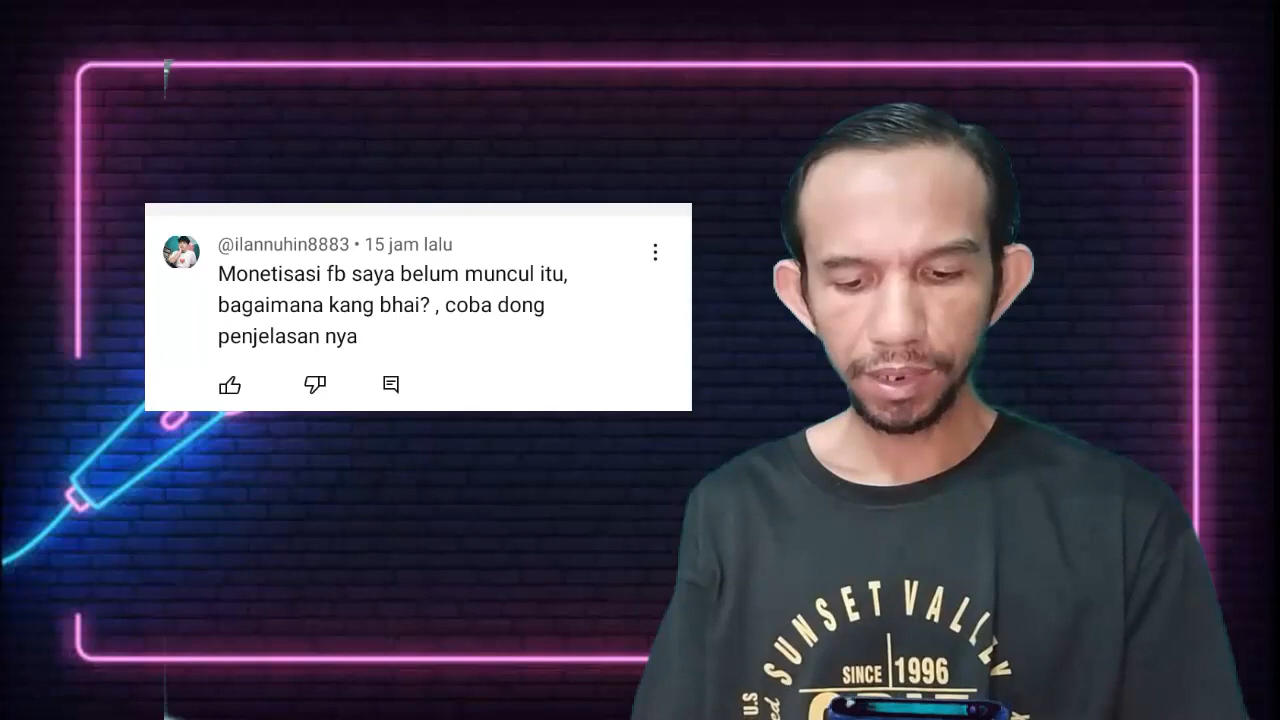 @ilannuhin8883 • 15 jam lalu
Monetisasi fb saya belum muncul itu,
bagaimana kang bhai? , coba dong
penjelasan nya
SUNSET VALLEY
SINCE 1996
U.S